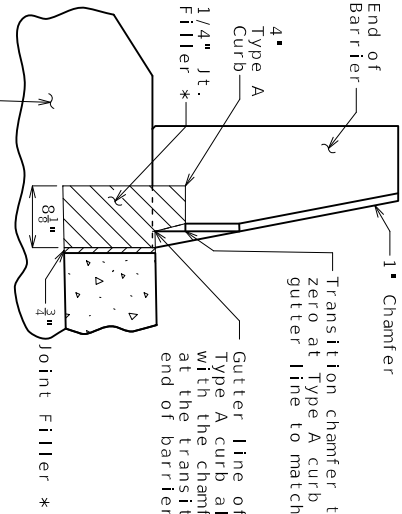 End of
Barrier
4"
Type A
Curb
1/4" Jt.
Filler *
1" Chamfer
Transition chamfer t
zero at Type A curb
gutter line to match
Gutter line of
Type A curb al
with the chamf
at the transit
end of barrier
8 1/8"
3/4" Joint Filler *